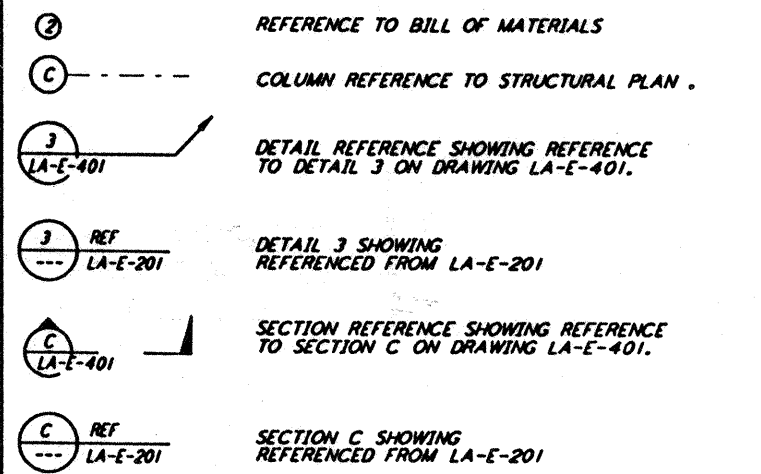 2 REFERENCE TO BILL OF MATERIALS
C COLUMN REFERENCE TO STRUCTURAL PLAN .
3
LA-E-401
DETAIL REFERENCE SHOWING REFERENCE
TO DETAIL 3 ON DRAWING LA-E-401.
3 REF
--- LA-E-201
DETAIL 3 SHOWING
REFERENCED FROM LA-E-201
C
LA-E-401
SECTION REFERENCE SHOWING REFERENCE
TO SECTION C ON DRAWING LA-E-401.
C REF
--- LA-E-201
SECTION C SHOWING
REFERENCED FROM LA-E-201